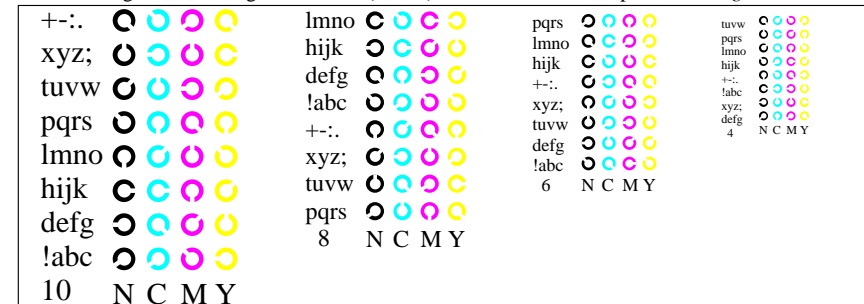 +-:.
xyz;
tuvw
pqrs
lmno
hijk
defg
!abc
10 N C M Y
lmno
hijk
defg
!abc
+-:.
xyz;
tuvw
pqrs
8 N C M Y
pqrs
lmno
hijk
+-:.
xyz;
tuvw
defg
!abc
6 N C M Y
tuvw
pqrs
lmno
hijk
+-:.
!abc
xyz;
defg
4 N C M Y